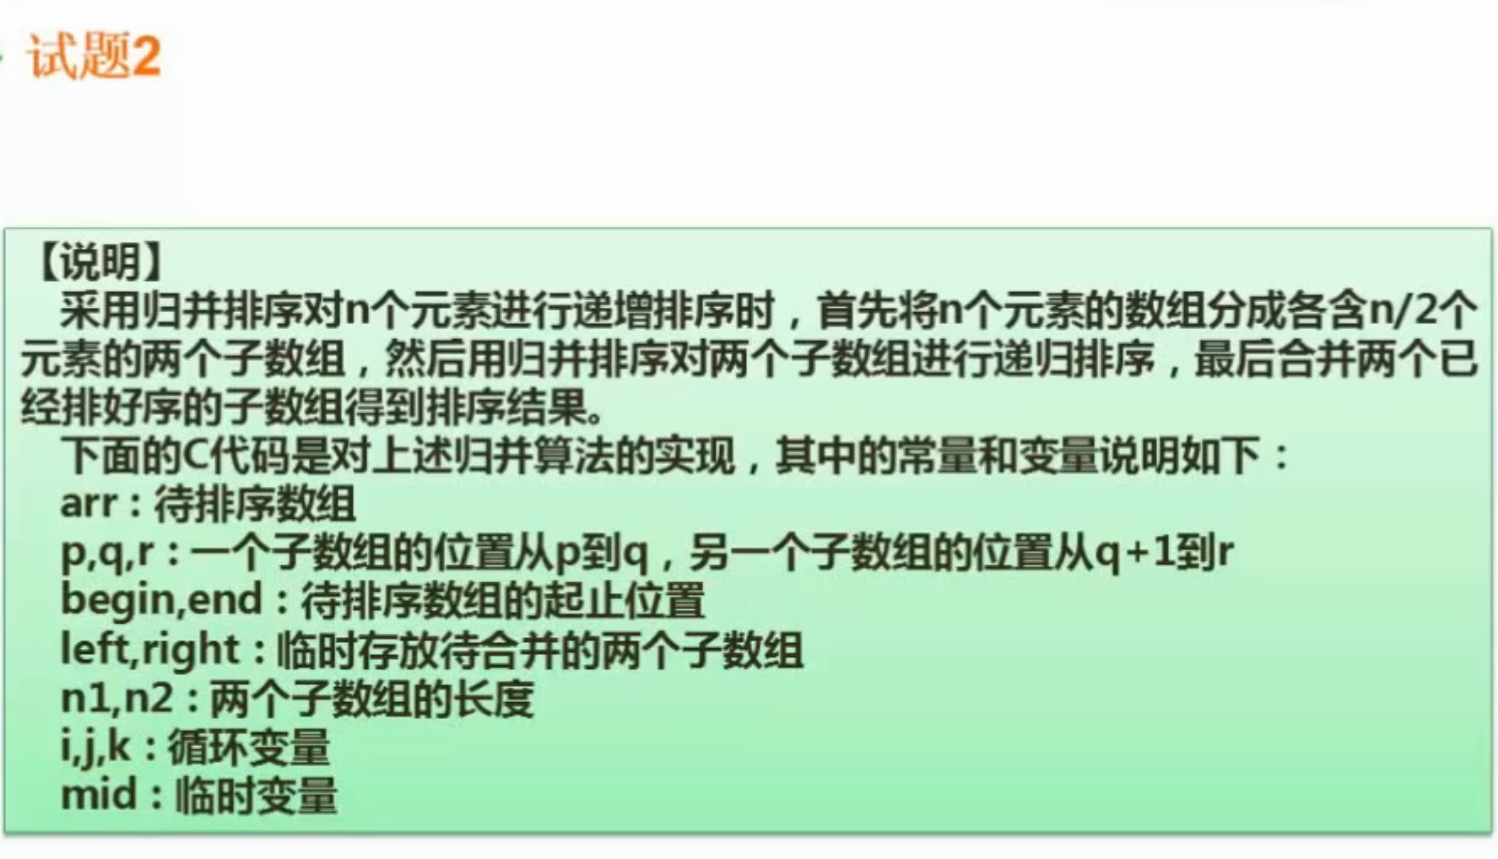 试题2
【说明】
采用归并排序对n个元素进行递增排序时，首先将n个元素的数组分成各含n/2个
元素的两个子数组，然后用归并排序对两个子数组进行递归排序，最后合并两个已
经排好序的子数组得到排序结果。
下面的C代码是对上述归并算法的实现，其中的常量和变量说明如下：
arr：待排序数组
p,q,r：一个子数组的位置从p到q，另一个子数组的位置从q+1到r
begin,end：待排序数组的起止位置
left,right：临时存放待合并的两个子数组
n1,n2：两个子数组的长度
i,j,k：循环变量
mid：临时变量